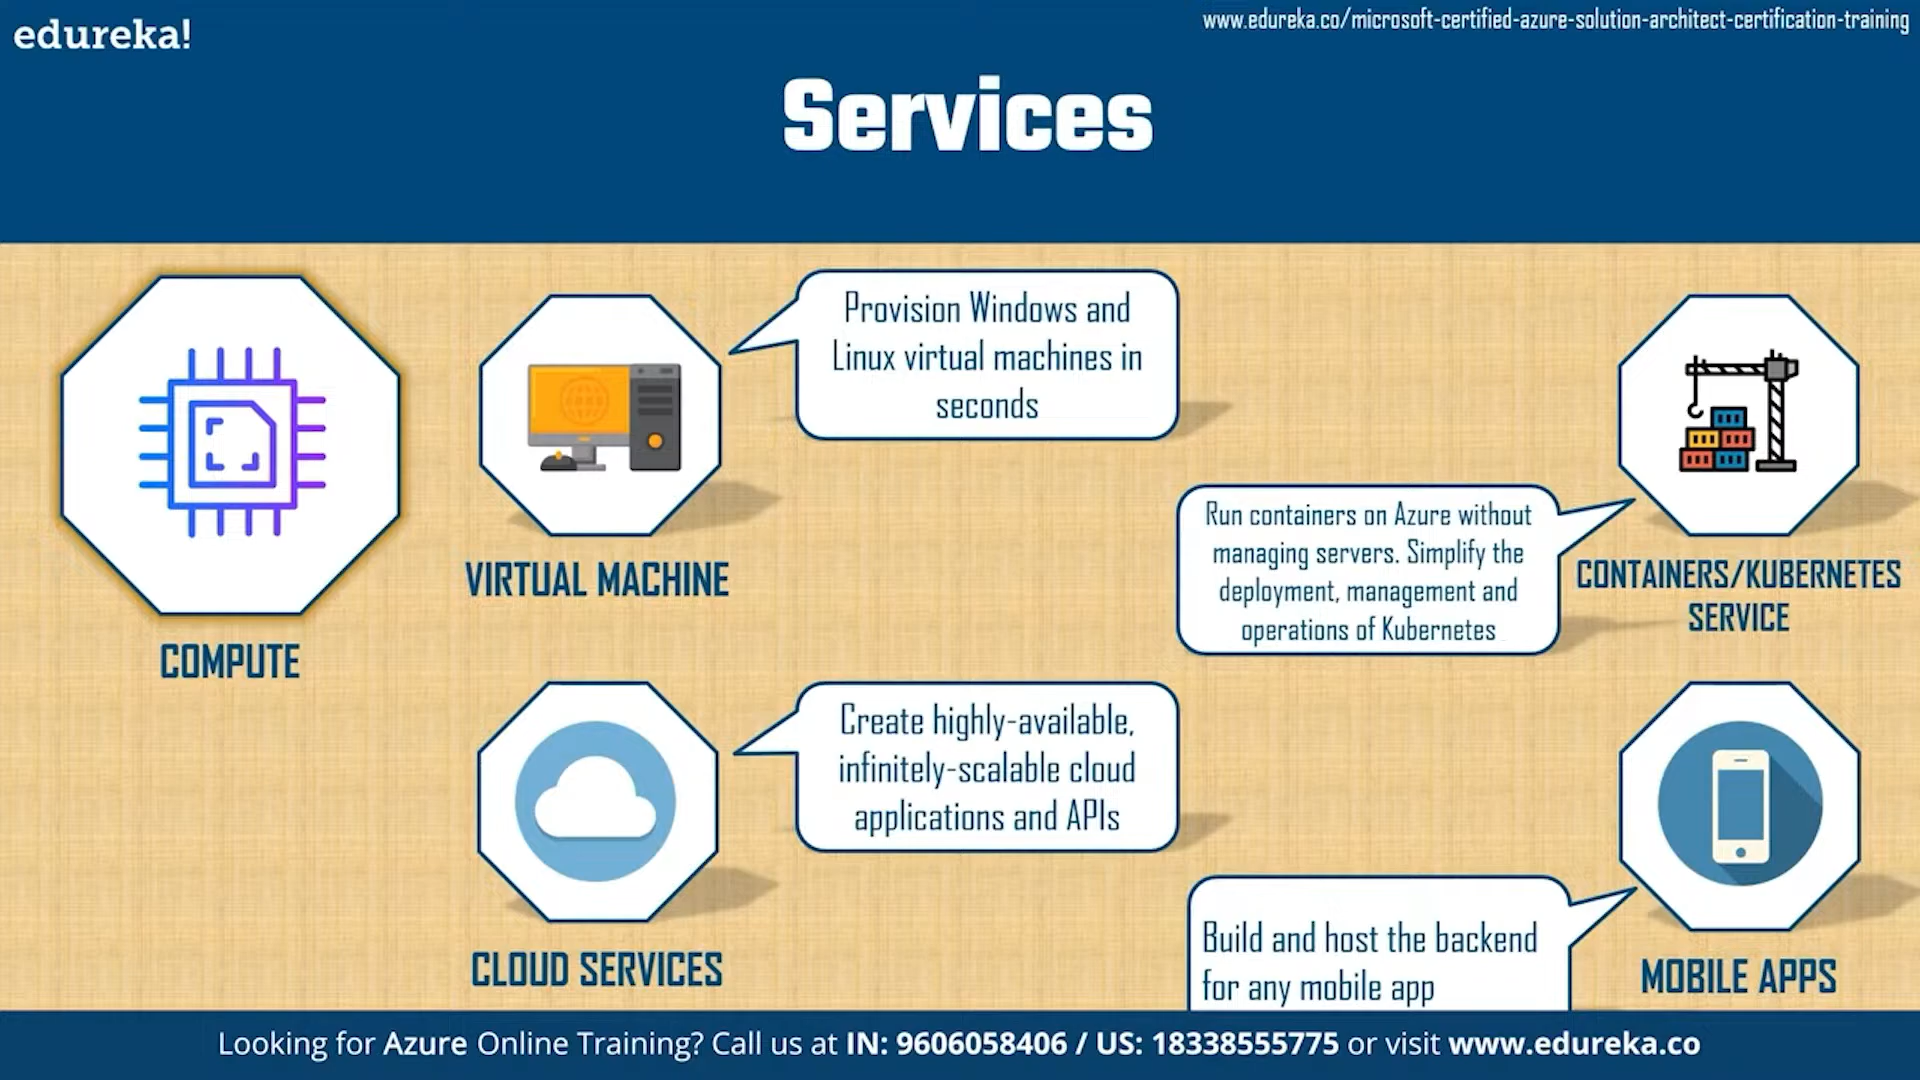 edureka!
www.edureka.co/microsoft-certified-azure-solution-architect-certification-training
Services
COMPUTE
VIRTUAL MACHINE
Provision Windows and
Linux virtual machines in
seconds
Run containers on Azure without
managing servers. Simplify the
deployment, management and
operations of Kubernetes
CONTAINERS/KUBERNETES
SERVICE
CLOUD SERVICES
Create highly-available,
infinitely-scalable cloud
applications and APIs
Build and host the backend
for any mobile app
MOBILE APPS
Looking for Azure Online Training? Call us at IN: 9606058406 / US: 18338555775 or visit www.edureka.co